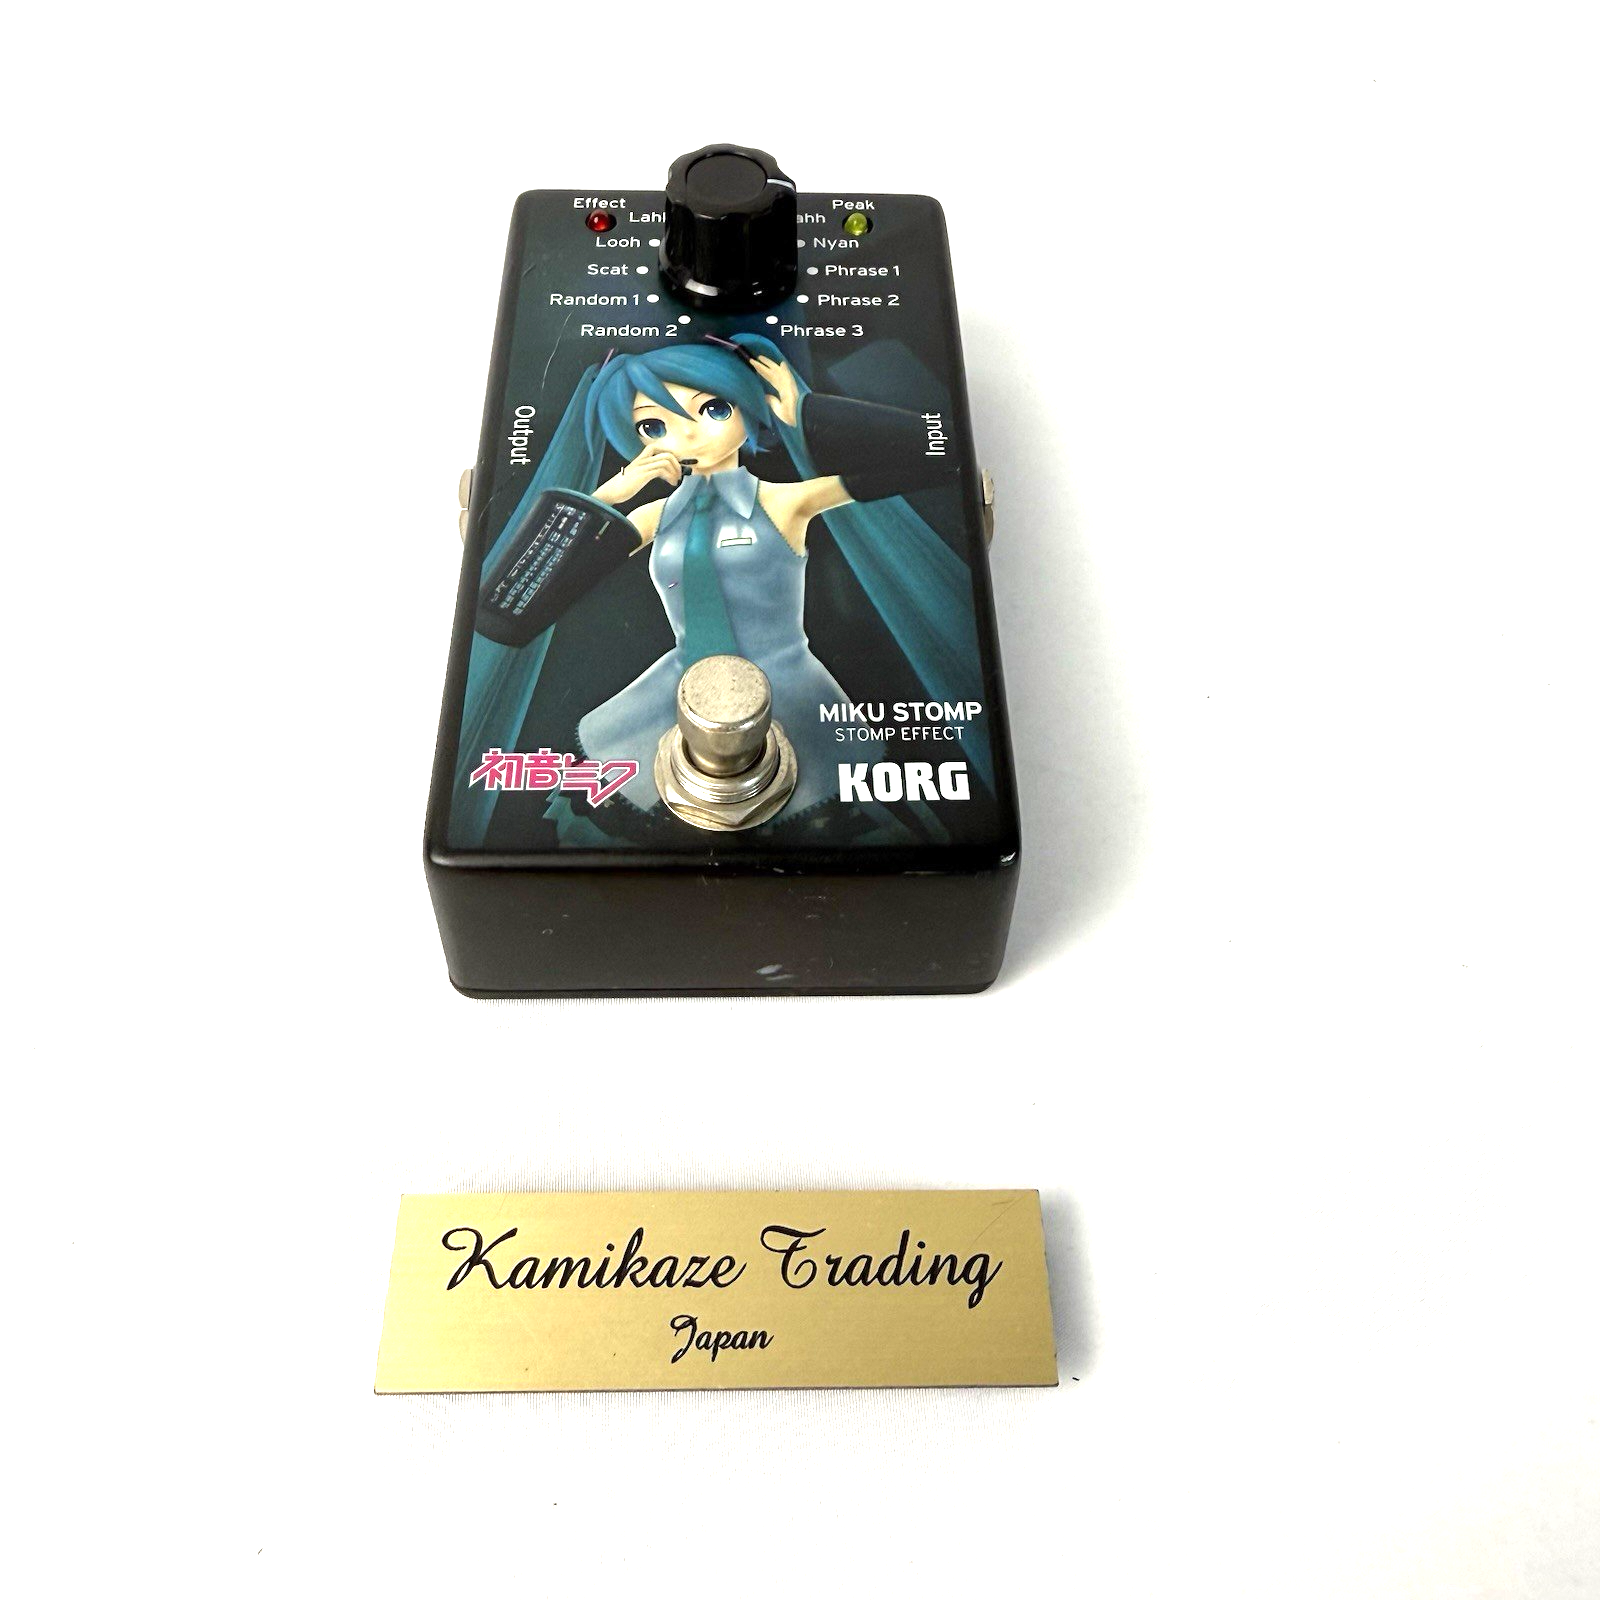 Effect
Peak
Looh
Nyan
Scat
Phrase 1
Random 1
Phrase 2
Random 2
Phrase 3
Output
Input
MIKU STOMP
STOMP EFFECT
初音ミク
KORG
Kamikaze Trading
Japan